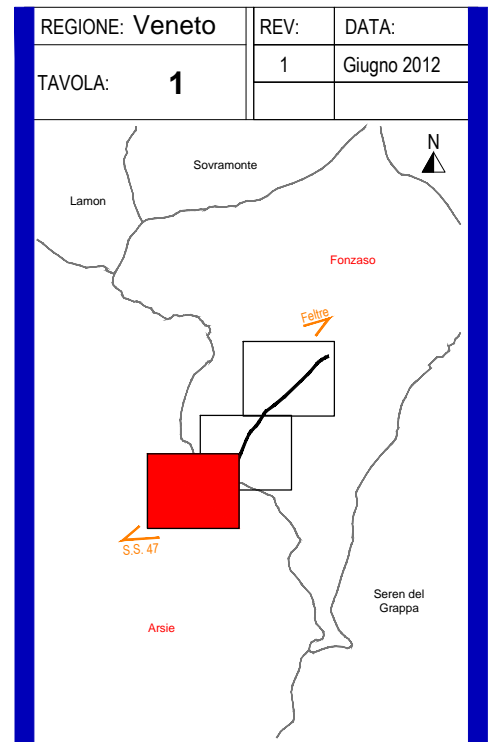 REGIONE: Veneto
REV:
DATA:
TAVOLA: 1
1
Giugno 2012
N
Sovramonte
Lamon
Fonzaso
Feltre
S.S. 47
Seren del
Grappa
Arsie